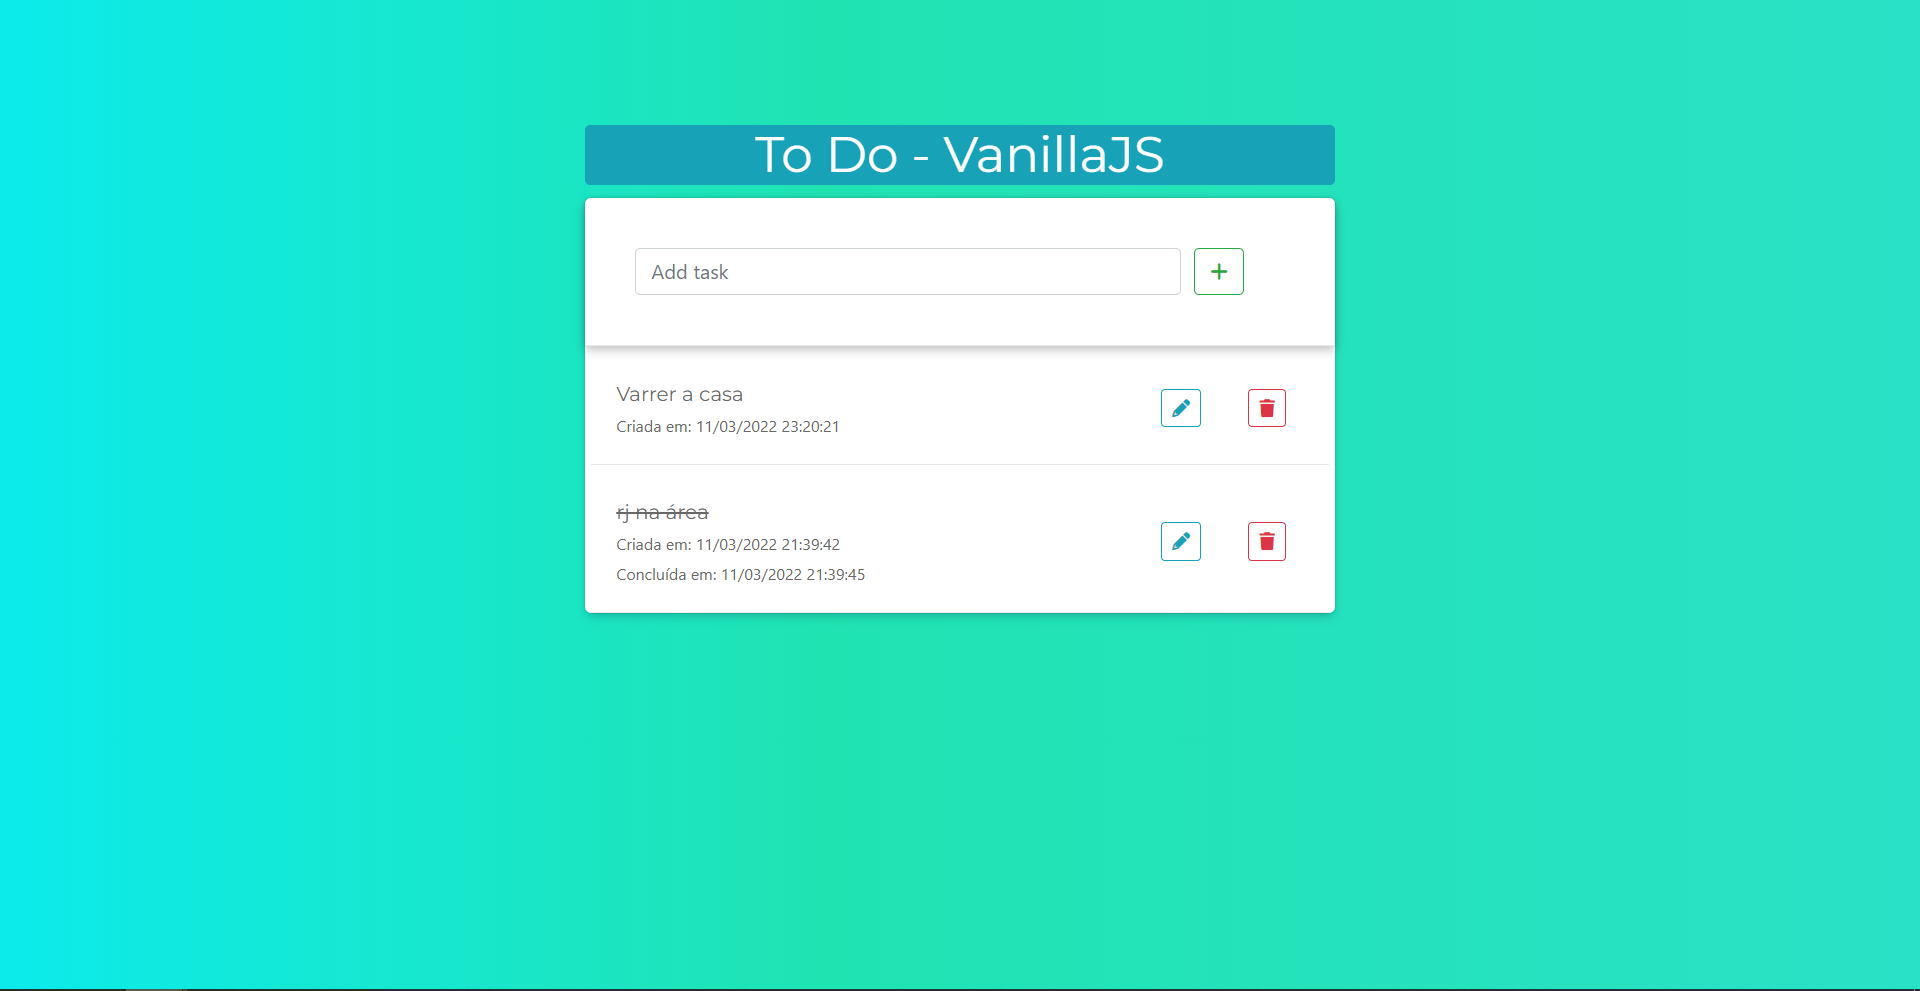 To Do - VanillaJS
Add task
Varrer a casa
Criada em: 11/03/2022 23:20:21
rj na área
Criada em: 11/03/2022 21:39:42
Concluída em: 11/03/2022 21:39:45